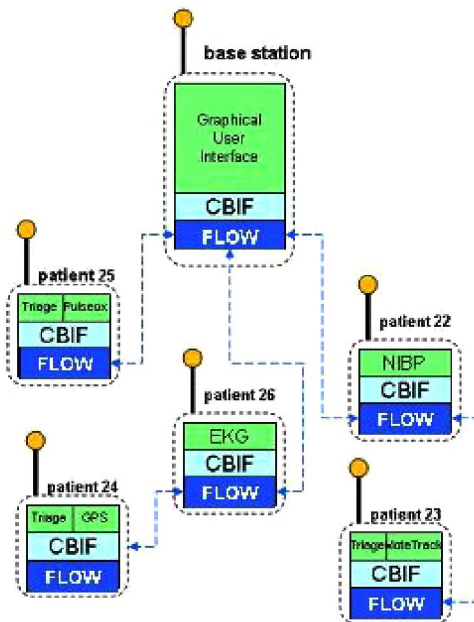 base station
Graphical
User
Interface
CBIF
FLOW
patient 25
Triage Pulseox
CBIF
FLOW
patient 22
NIBP
CBIF
FLOW
patient 26
EKG
CBIF
FLOW
patient 24
Triage GPS
CBIF
FLOW
patient 23
Triage MoteTrack
CBIF
FLOW